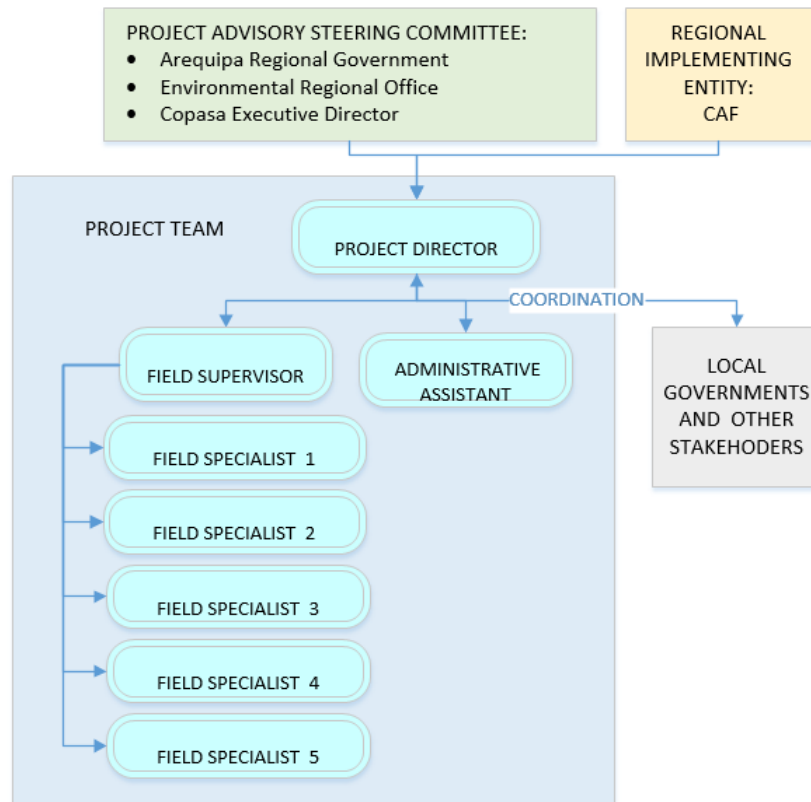 PROJECT ADVISORY STEERING COMMITTEE:
• Arequipa Regional Government
• Environmental Regional Office
• Copasa Executive Director
REGIONAL
IMPLEMENTING
ENTITY:
CAF
PROJECT TEAM
PROJECT DIRECTOR
COORDINATION
FIELD SUPERVISOR
ADMINISTRATIVE
ASSISTANT
LOCAL
GOVERNMENTS
AND OTHER
STAKEHODERS
FIELD SPECIALIST 1
FIELD SPECIALIST 2
FIELD SPECIALIST 3
FIELD SPECIALIST 4
FIELD SPECIALIST 5